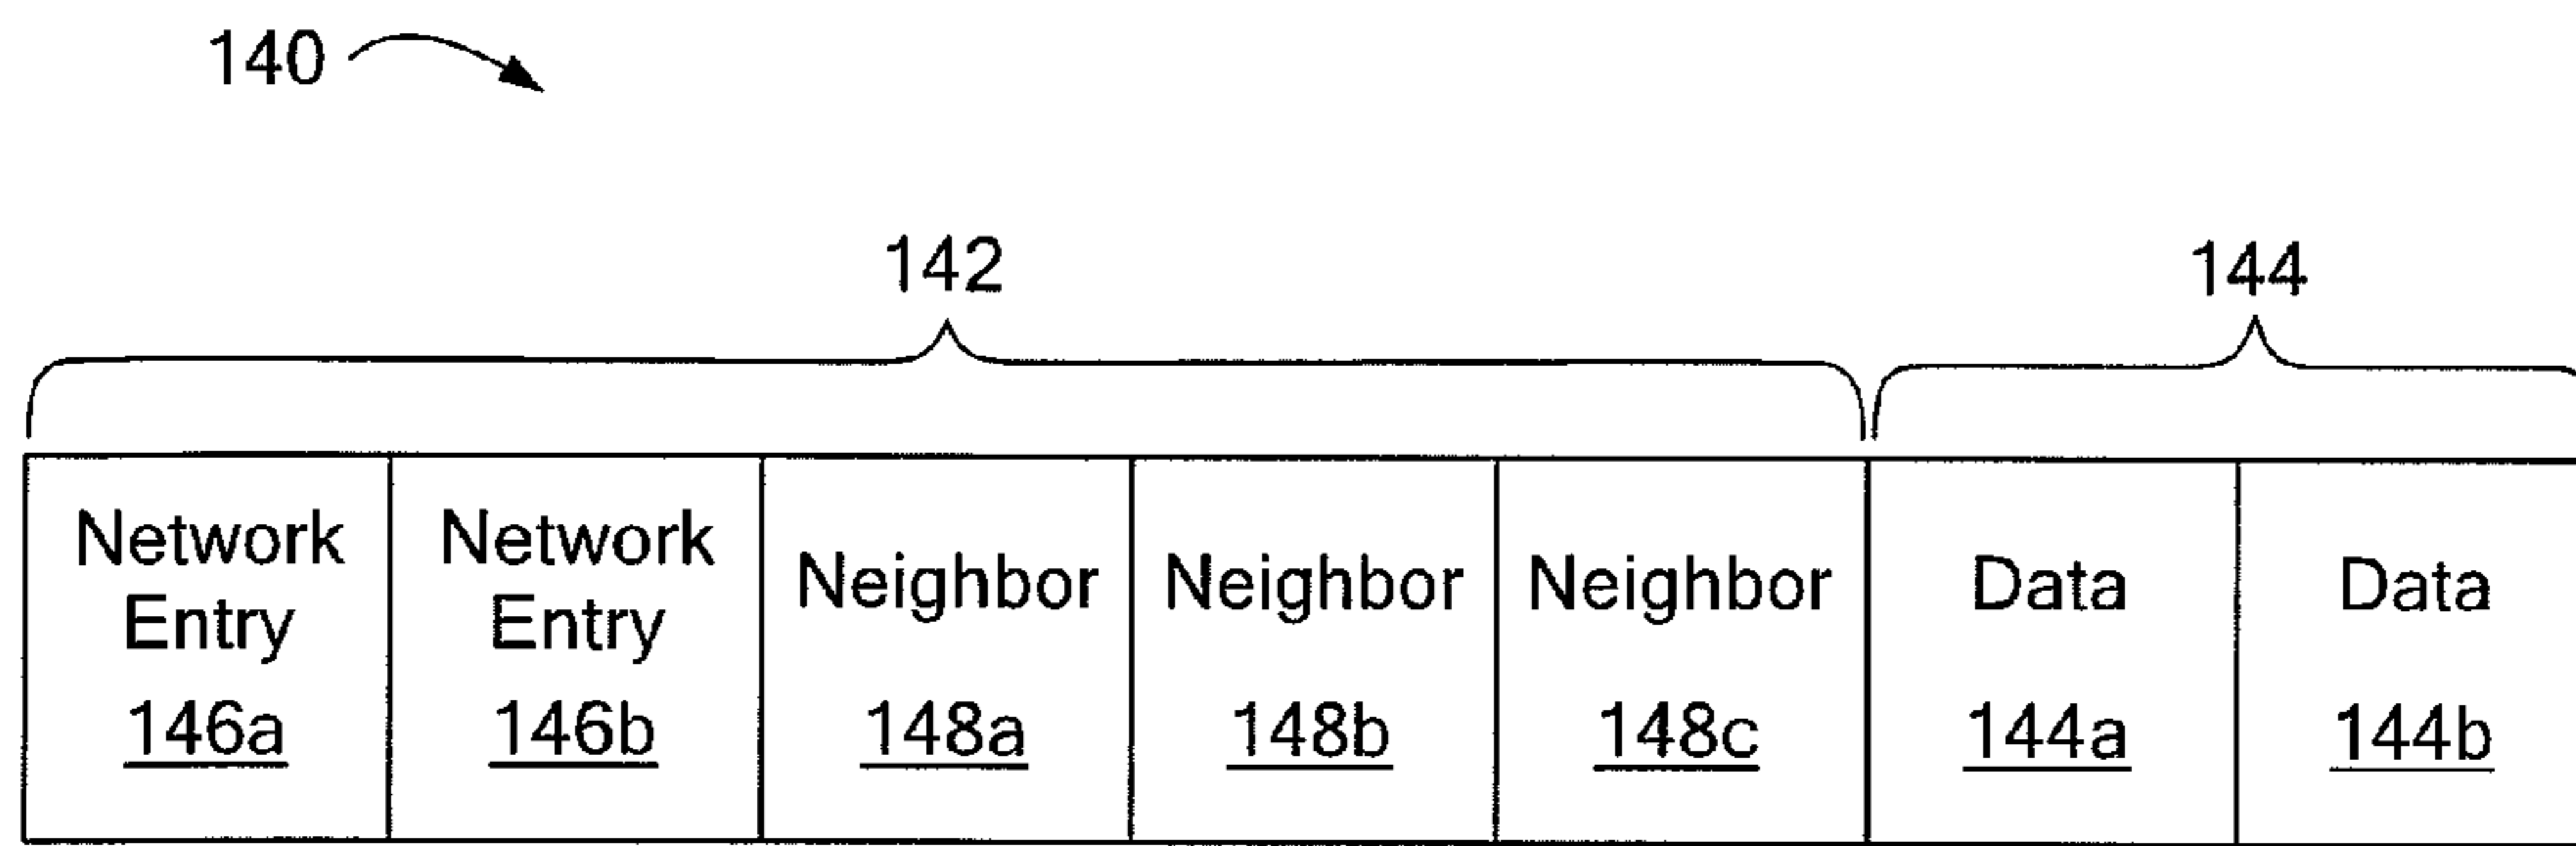 140
142
144
Network Entry 146a
Network Entry 146b
Neighbor 148a
Neighbor 148b
Neighbor 148c
Data 144a
Data 144b